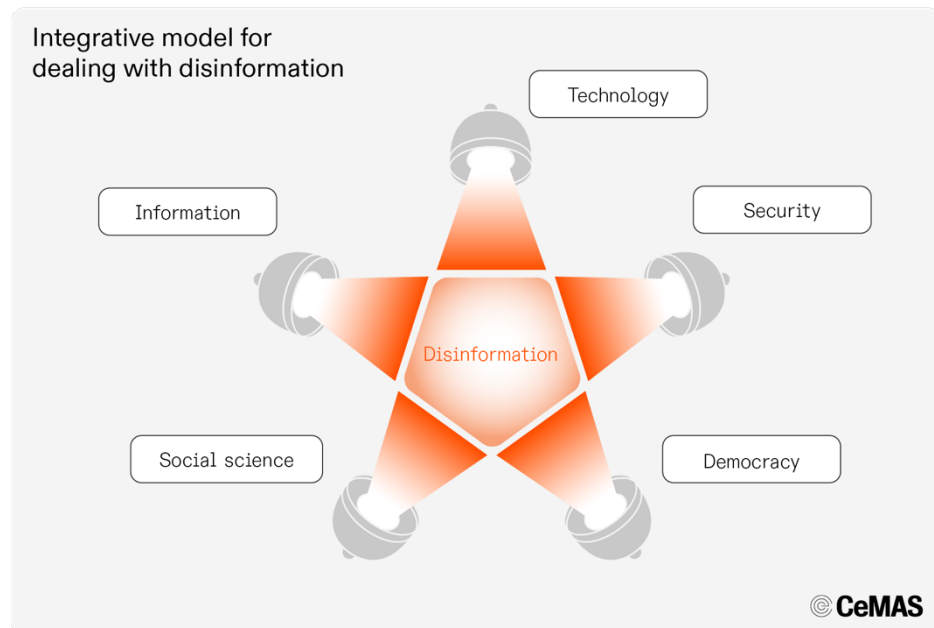 Integrative model for
dealing with disinformation
Technology
Information
Security
Disinformation
Social science
Democracy
CeMAS